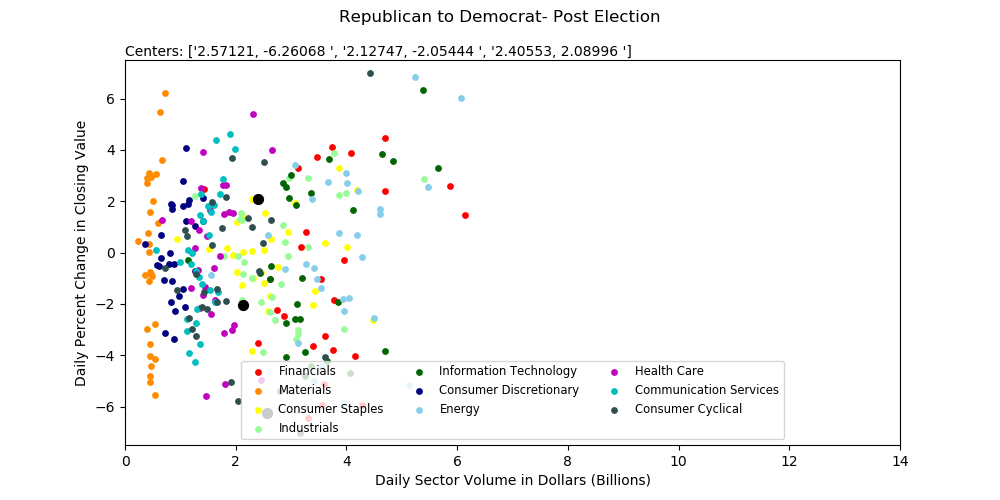 Republican to Democrat- Post Election
Centers: ['2.57121, -6.26068 ', '2.12747, -2.05444 ', '2.40553, 2.08996 ']
Daily Percent Change in Closing Value
6
4
2
0
−2
−4
−6
Financials
Materials
Consumer Staples
Industrials
Information Technology
Consumer Discretionary
Energy
Health Care
Communication Services
Consumer Cyclical
0 2 4 6 8 10 12 14
Daily Sector Volume in Dollars (Billions)